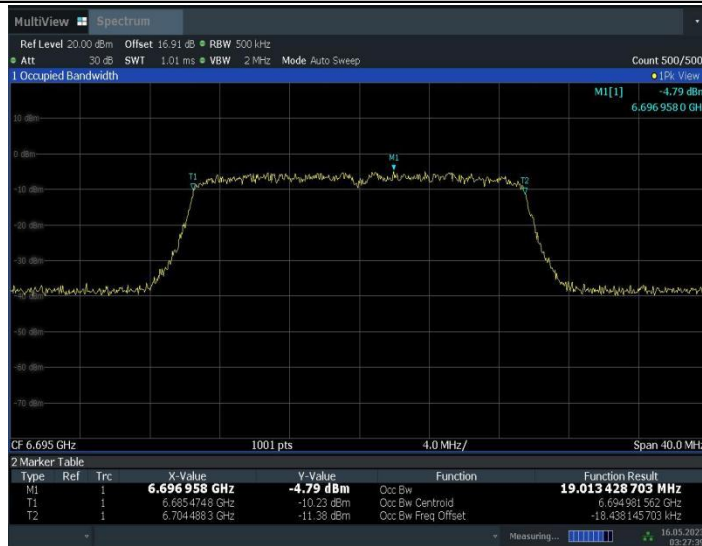 MultiView Spectrum
Ref Level 20.00 dBm Offset 16.91 dB RBW 500 kHz
Att 30 dB SWT 1.01 ms VBW 2 MHz Mode Auto Sweep Count 500/500
1 Occupied Bandwidth 1Pk View
M1[1] -4.79 dBm
6.696 958 0 GH
10 dBm
0 dBm
M1
T1
T2
-10 dBm
-20 dBm
-30 dBm
-40 dBm
-50 dBm
-60 dBm
-70 dBm
CF 6.695 GHz 1001 pts 4.0 MHz/ Span 40.0 MHz
2 Marker Table
Type Ref Trc X-Value Y-Value Function Function Result
M1 1 6.696 958 GHz -4.79 dBm Occ Bw 19.013 428 703 MHz
T1 1 6.685 474 8 GHz -10.23 dBm Occ Bw Centroid 6.694 981 562 GHz
T2 1 6.704 488 3 GHz -11.38 dBm Occ Bw Freq Offset -18.438 145 703 kHz
Measuring... 16.05.2023
03:27:39